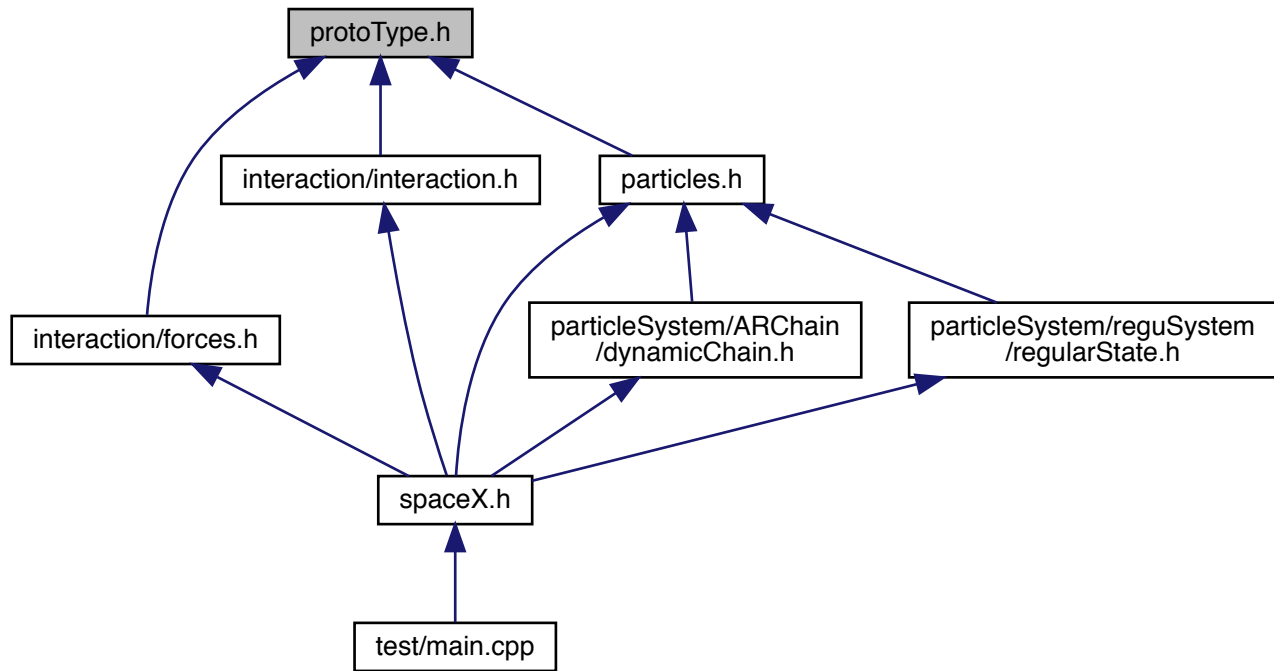 protoType.h
interaction/interaction.h
particles.h
interaction/forces.h
particleSystem/ARChain
/dynamicChain.h
particleSystem/reguSystem
/regularState.h
spaceX.h
test/main.cpp